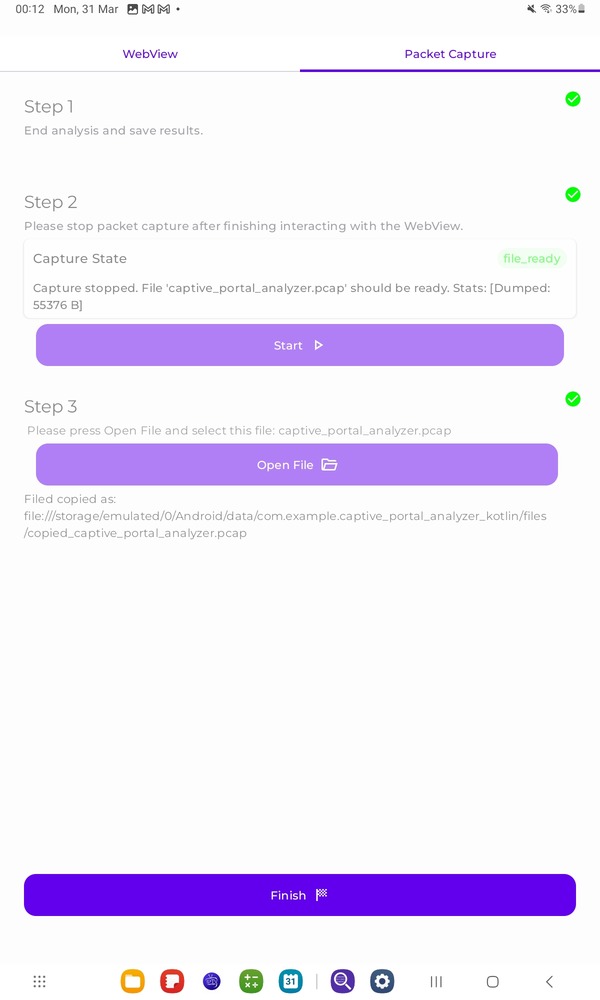 00:12 Mon, 31 Mar
33%
WebView
Packet Capture
Step 1
End analysis and save results.
Step 2
Please stop packet capture after finishing interacting with the WebView.
Capture State
file_ready
Capture stopped. File 'captive_portal_analyzer.pcap' should be ready. Stats: [Dumped:
55376 B]
Start
Step 3
Please press Open File and select this file: captive_portal_analyzer.pcap
Open File
Filed copied as:
file:///storage/emulated/0/Android/data/com.example.captive_portal_analyzer_kotlin/files
/copied_captive_portal_analyzer.pcap
Finish
31